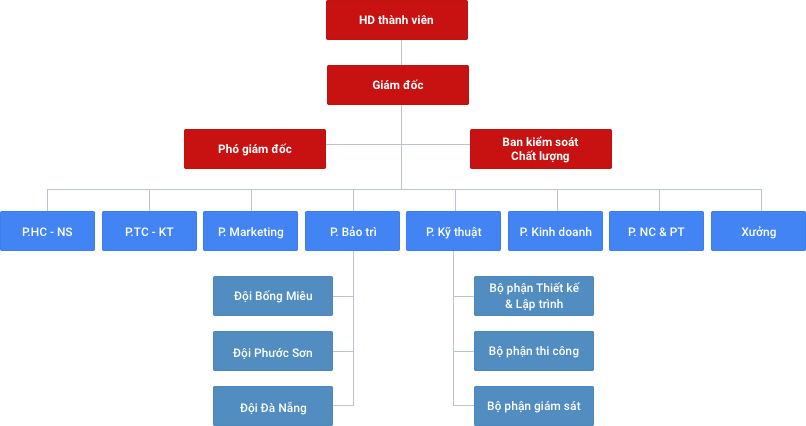 HD thành viên
Giám đốc
Phó giám đốc
Ban kiểm soát
Chất lượng
P.HC - NS
P.TC - KT
P. Marketing
P. Bảo trì
P. Kỹ thuật
P. Kinh doanh
P. NC & PT
Xưởng
Đội Bống Miêu
Đội Phước Sơn
Đội Đà Nẵng
Bộ phận Thiết kế
& Lập trình
Bộ phận thi công
Bộ phận giám sát